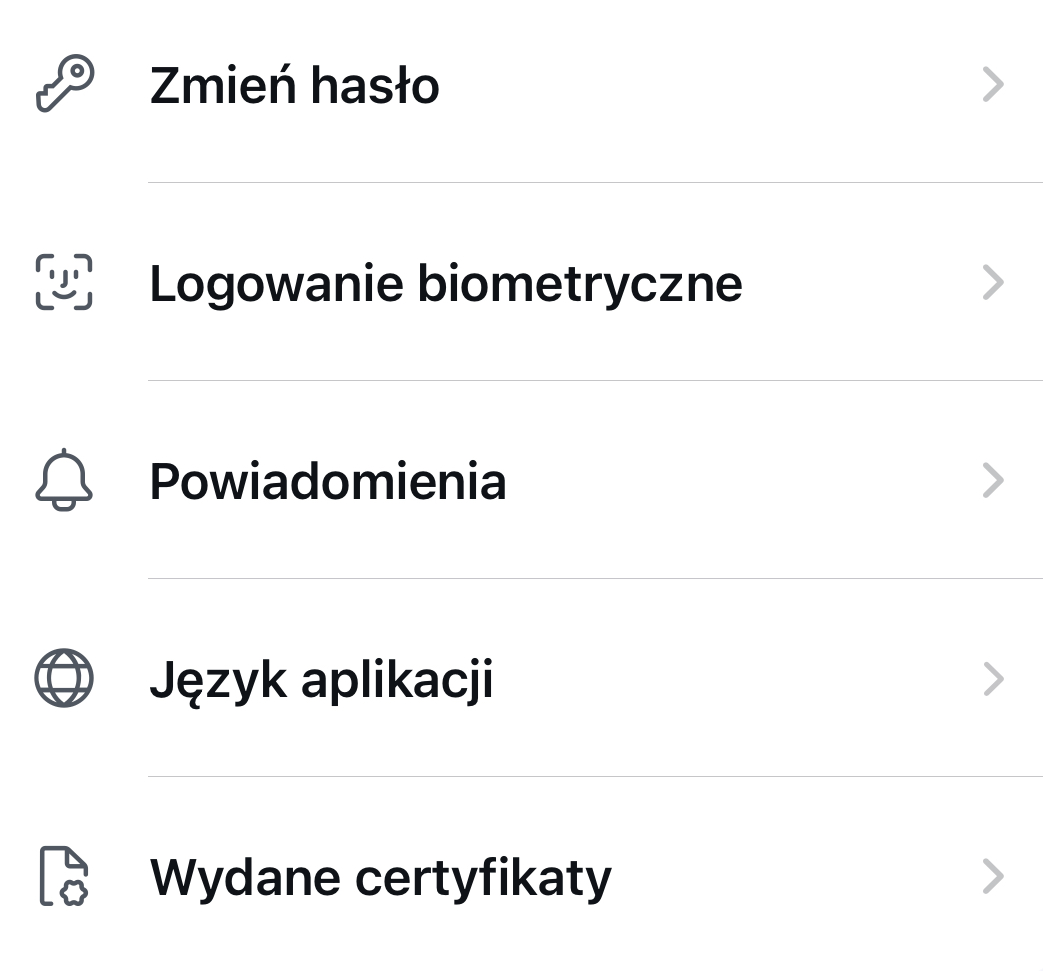 Zmień hasło
Logowanie biometryczne
Powiadomienia
Język aplikacji
Wydane certyfikaty